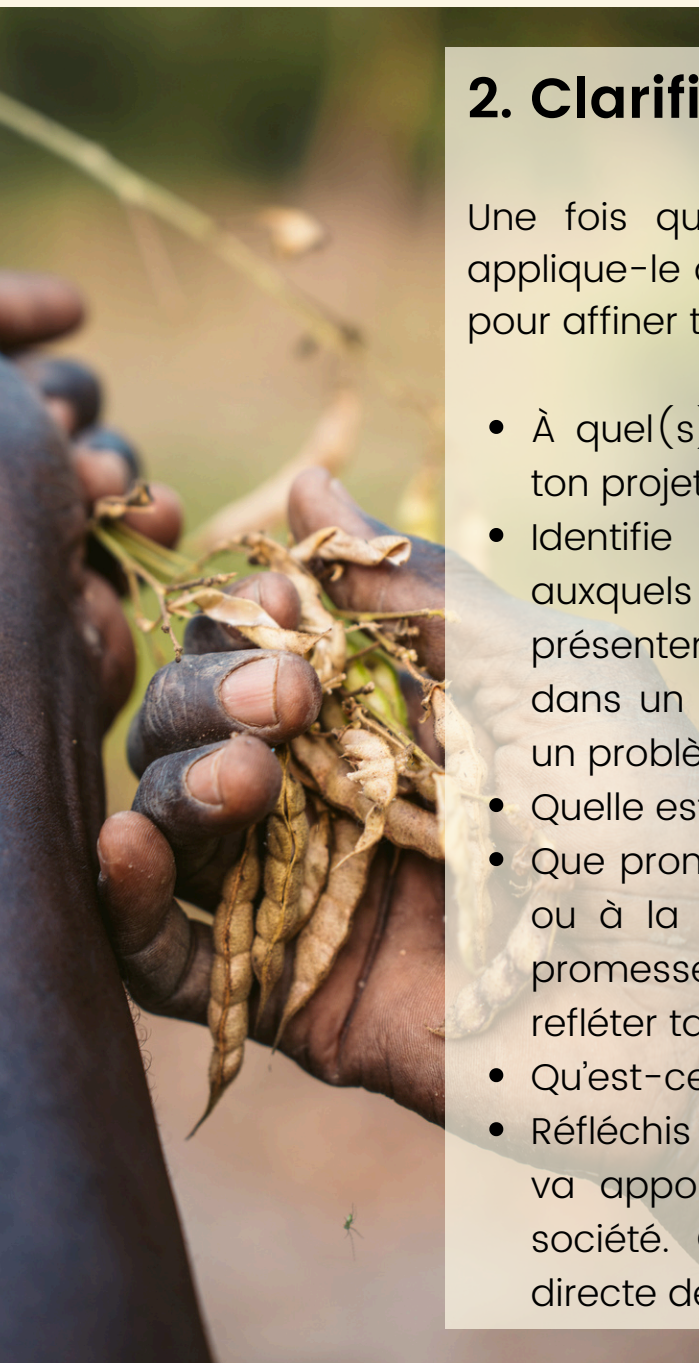 2. Clarifi
Une fois qu
applique-le
pour affiner t
• À quel(s)
ton projet
• Identifie
auxquels
présenter
dans un
un problè
• Quelle est
• Que pron
ou à la
promesse
refléter ta
• Qu'est-ce
• Réfléchis
va appo
société.
directe de